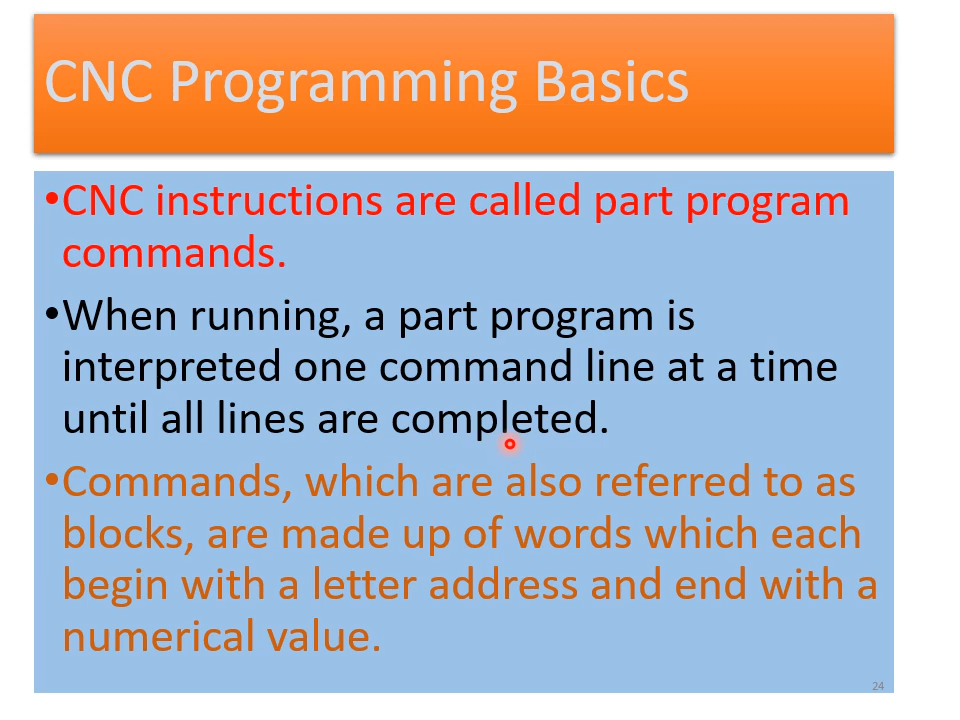 CNC Programming Basics
•CNC instructions are called part program
commands.
•When running, a part program is
interpreted one command line at a time
until all lines are completed.
•Commands, which are also referred to as
blocks, are made up of words which each
begin with a letter address and end with a
numerical value.
24